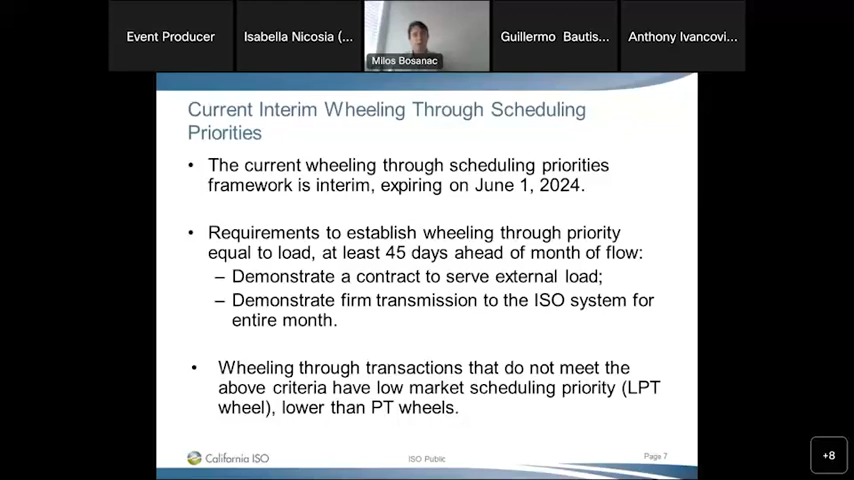 Event Producer
Isabella Nicosia (...
Milos Bosanac
Guillermo Bautis...
Anthony Ivancovi...
Current Interim Wheeling Through Scheduling
Priorities
• The current wheeling through scheduling priorities
framework is interim, expiring on June 1, 2024.
• Requirements to establish wheeling through priority
equal to load, at least 45 days ahead of month of flow:
– Demonstrate a contract to serve external load;
– Demonstrate firm transmission to the ISO system for
entire month.
• Wheeling through transactions that do not meet the
above criteria have low market scheduling priority (LPT
wheel), lower than PT wheels.
California ISO
ISO Public
Page 7
+8